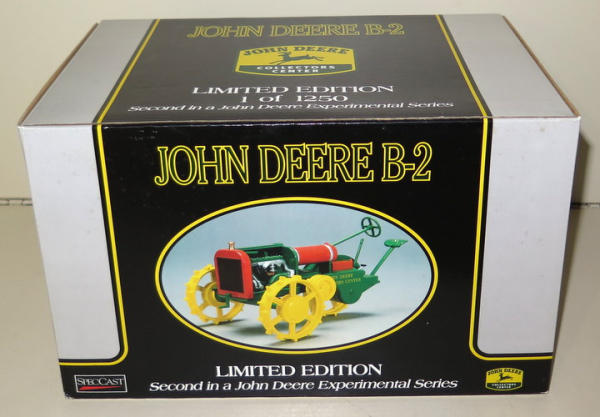 JOHN DEERE B-2
JOHN DEERE
COLLECTORS
CENTER
LIMITED EDITION
1 of 1250
Second in a John Deere Experimental Series
JOHN DEERE B-2
LIMITED EDITION
Second in a John Deere Experimental Series
SPECCAST
JOHN DEERE
COLLECTORS
CENTER